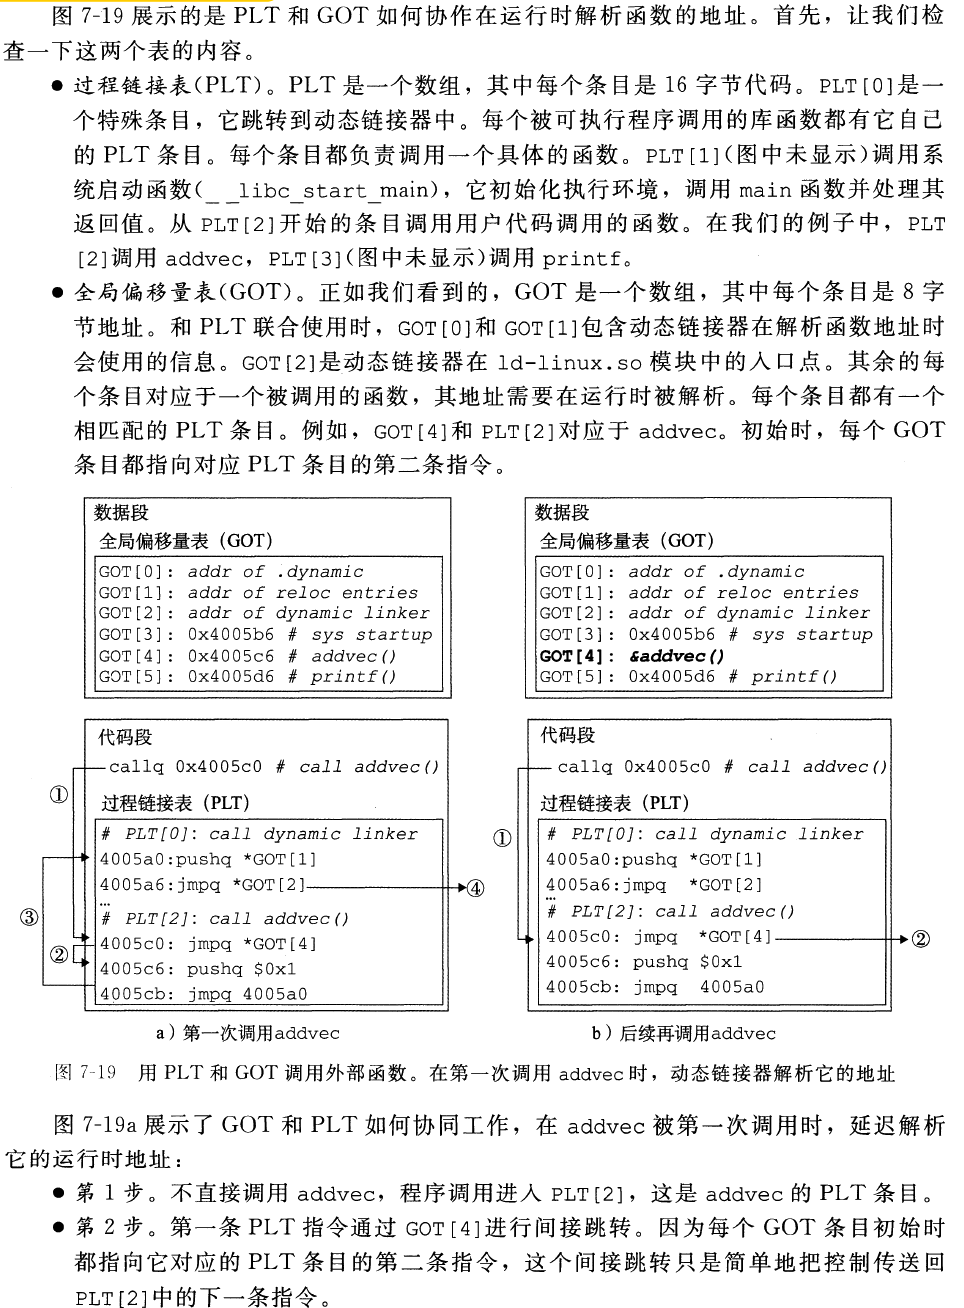 图 7-19 展示的是 PLT 和 GOT 如何协作在运行时解析函数的地址。首先，让我们检
查一下这两个表的内容。
● 过程链接表(PLT)。PLT 是一个数组，其中每个条目是 16 字节代码。PLT[0]是一
个特殊条目，它跳转到动态链接器中。每个被可执行程序调用的库函数都有它自己
的 PLT 条目。每个条目都负责调用一个具体的函数。PLT[1](图中未显示)调用系
统启动函数(__libc_start_main)，它初始化执行环境，调用 main 函数并处理其
返回值。从 PLT[2]开始的条目调用用户代码调用的函数。在我们的例子中，PLT
[2]调用 addvec，PLT[3](图中未显示)调用 printf。
● 全局偏移量表(GOT)。正如我们看到的，GOT 是一个数组，其中每个条目是 8 字
节地址。和 PLT 联合使用时，GOT[0]和 GOT[1]包含动态链接器在解析函数地址时
会使用的信息。GOT[2]是动态链接器在 ld-linux.so 模块中的入口点。其余的每
个条目对应于一个被调用的函数，其地址需要在运行时被解析。每个条目都有一个
相匹配的 PLT 条目。例如，GOT[4]和 PLT[2]对应于 addvec。初始时，每个 GOT
条目都指向对应 PLT 条目的第二条指令。
数据段
全局偏移量表（GOT）
GOT[0]: addr of .dynamic
GOT[1]: addr of reloc entries
GOT[2]: addr of dynamic linker
GOT[3]: 0x4005b6 # sys startup
GOT[4]: 0x4005c6 # addvec()
GOT[5]: 0x4005d6 # printf()
代码段
callq 0x4005c0 # call addvec()
①
过程链接表（PLT）
# PLT[0]: call dynamic linker
4005a0:pushq *GOT[1]
4005a6:jmpq *GOT[2]
④
…
③
# PLT[2]: call addvec()
4005c0: jmpq *GOT[4]
②
4005c6: pushq $0x1
4005cb: jmpq 4005a0
a）第一次调用addvec
数据段
全局偏移量表（GOT）
GOT[0]: addr of .dynamic
GOT[1]: addr of reloc entries
GOT[2]: addr of dynamic linker
GOT[3]: 0x4005b6 # sys startup
GOT[4]: &addvec()
GOT[5]: 0x4005d6 # printf()
代码段
callq 0x4005c0 # call addvec()
过程链接表（PLT）
①
# PLT[0]: call dynamic linker
4005a0:pushq *GOT[1]
4005a6:jmpq *GOT[2]
…
# PLT[2]: call addvec()
4005c0: jmpq *GOT[4]
②
4005c6: pushq $0x1
4005cb: jmpq 4005a0
b）后续再调用addvec
图 7-19 用 PLT 和 GOT 调用外部函数。在第一次调用 addvec 时，动态链接器解析它的地址
图 7-19a 展示了 GOT 和 PLT 如何协同工作，在 addvec 被第一次调用时，延迟解析
它的运行时地址：
● 第 1 步。不直接调用 addvec，程序调用进入 PLT[2]，这是 addvec 的 PLT 条目。
● 第 2 步。第一条 PLT 指令通过 GOT[4]进行间接跳转。因为每个 GOT 条目初始时
都指向它对应的 PLT 条目的第二条指令，这个间接跳转只是简单地把控制传送回
PLT[2]中的下一条指令。